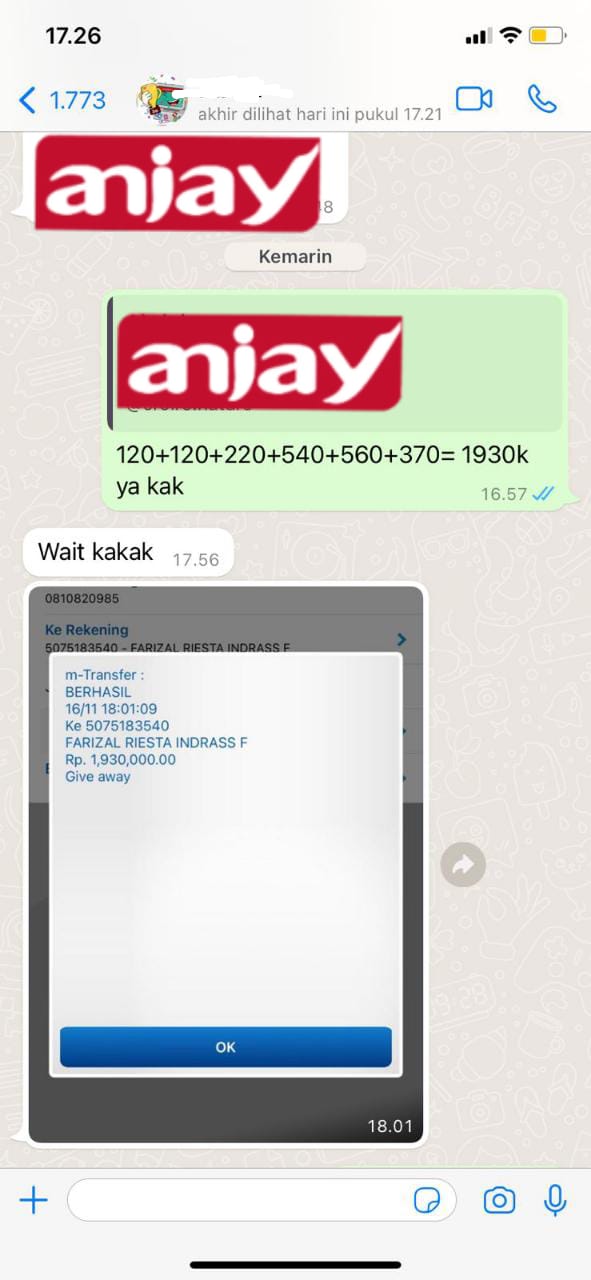 17.26
1.773
akhir dilihat hari ini pukul 17.21
anjay
Kemarin
anjay
120+120+220+540+560+370= 1930k
ya kak
16.57
Wait kakak
17.56
0810820985
Ke Rekening
5075183540 - FARIZAL RIESTA INDRASS F
m-Transfer :
BERHASIL
16/11 18:01:09
Ke 5075183540
FARIZAL RIESTA INDRASS F
Rp. 1,930,000.00
Give away
OK
18.01